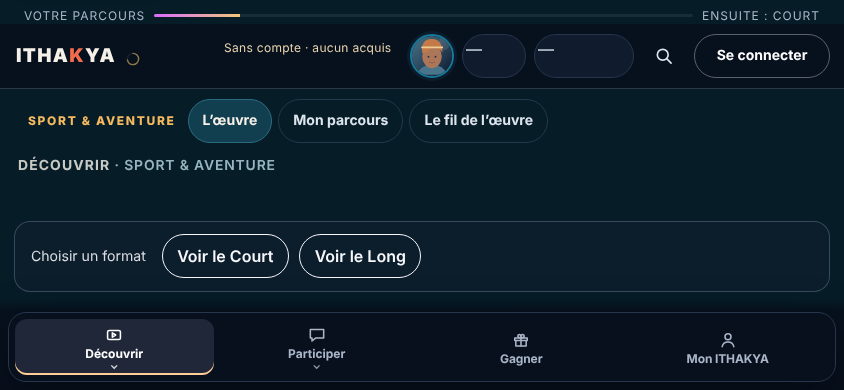 VOTRE PARCOURS
ENSUITE : COURT
ITHAKYA
Sans compte · aucun acquis
—
—
Se connecter
SPORT & AVENTURE
L'œuvre
Mon parcours
Le fil de l'œuvre
DÉCOUVRIR · SPORT & AVENTURE
Choisir un format
Voir le Court
Voir le Long
Découvrir
Participer
Gagner
Mon ITHAKYA